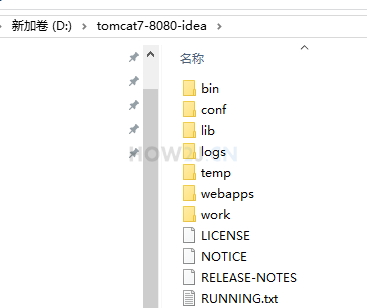 新加卷 (D:) > tomcat7-8080-idea >
名称
bin
conf
lib
logs
temp
webapps
work
LICENSE
NOTICE
RELEASE-NOTES
RUNNING.txt